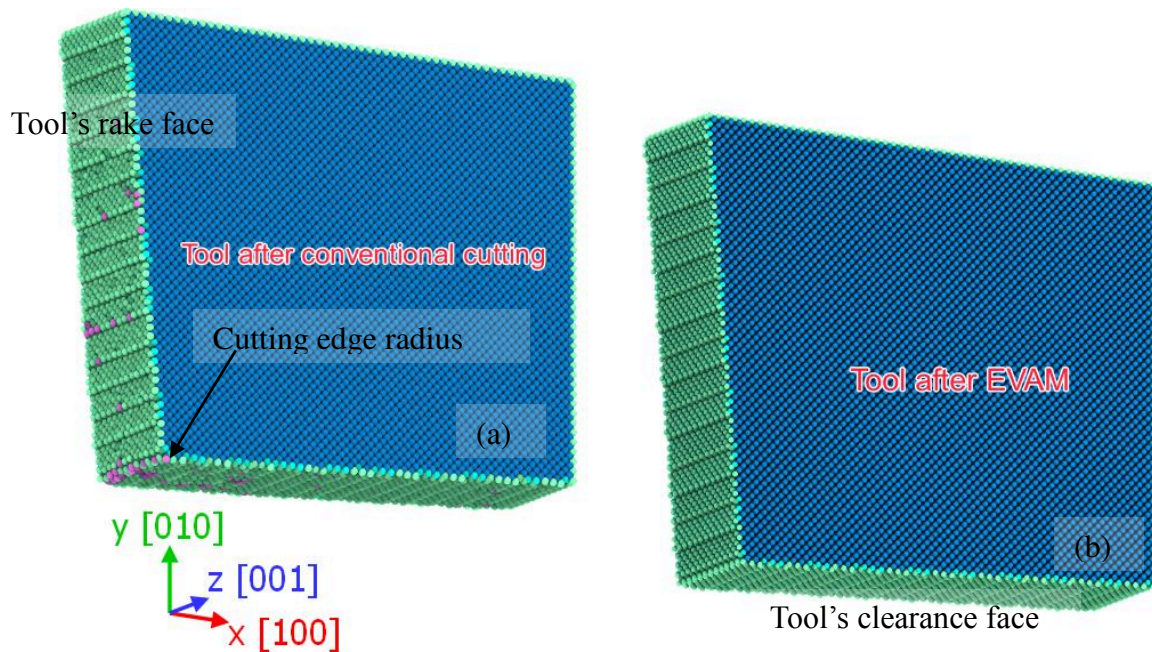 Tool’s rake face
Tool after conventional cutting
Cutting edge radius
(a)
y [010]
z [001]
x [100]
Tool after EVAM
(b)
Tool’s clearance face